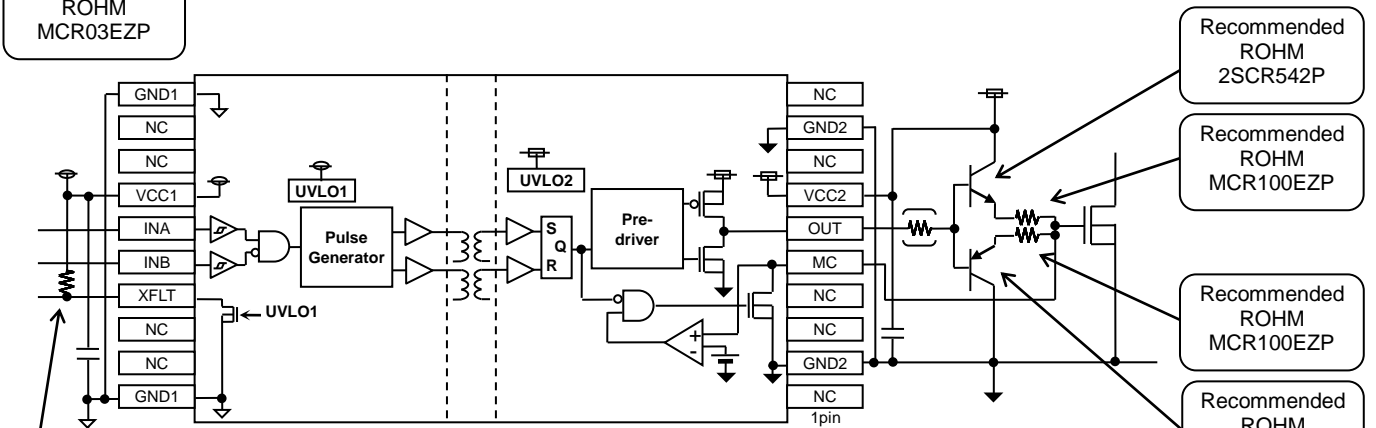 ROHM
MCR03EZP
Recommended
ROHM
2SCR542P
Recommended
ROHM
MCR100EZP
Recommended
ROHM
MCR100EZP
Recommended
ROHM
GND1
NC
NC
VCC1
INA
INB
XFLT
NC
NC
GND1
UVLO1
Pulse
Generator
UVLO1
UVLO2
S
Q
R
Pre-
driver
+
-
NC
GND2
NC
VCC2
OUT
MC
NC
NC
GND2
NC
1pin